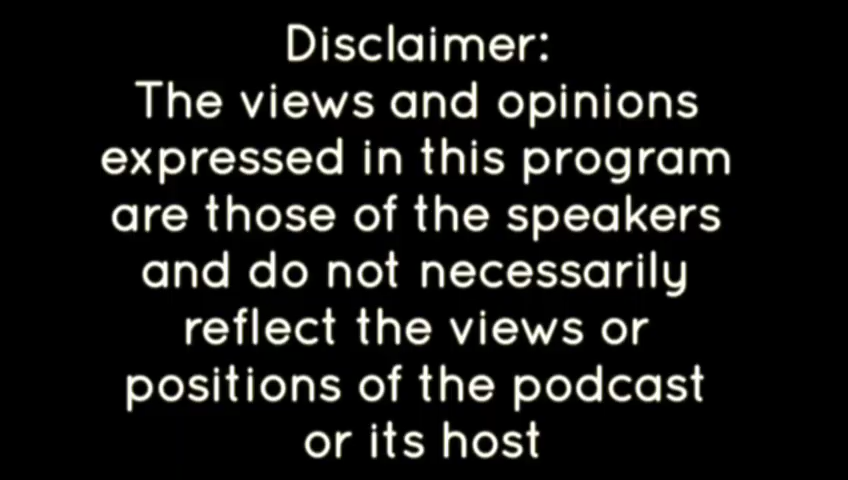 Disclaimer:
The views and opinions
expressed in this program
are those of the speakers
and do not necessarily
reflect the views or
positions of the podcast
or its host